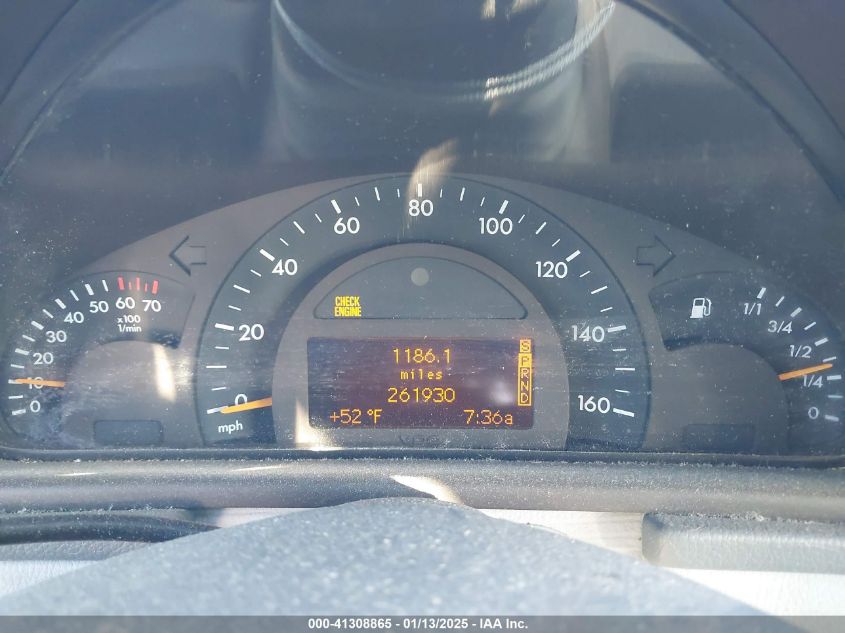 80
60
100
40
120
20
140
0
160
mph
50
60
70
40
30
20
10
0
x100
1/min
CHECK
ENGINE
1186.1
miles
261930
+52 °F
7:36a
S
P
R
N
D
1/1
3/4
1/2
1/4
0
000-41308865 - 01/13/2025 - IAA Inc.